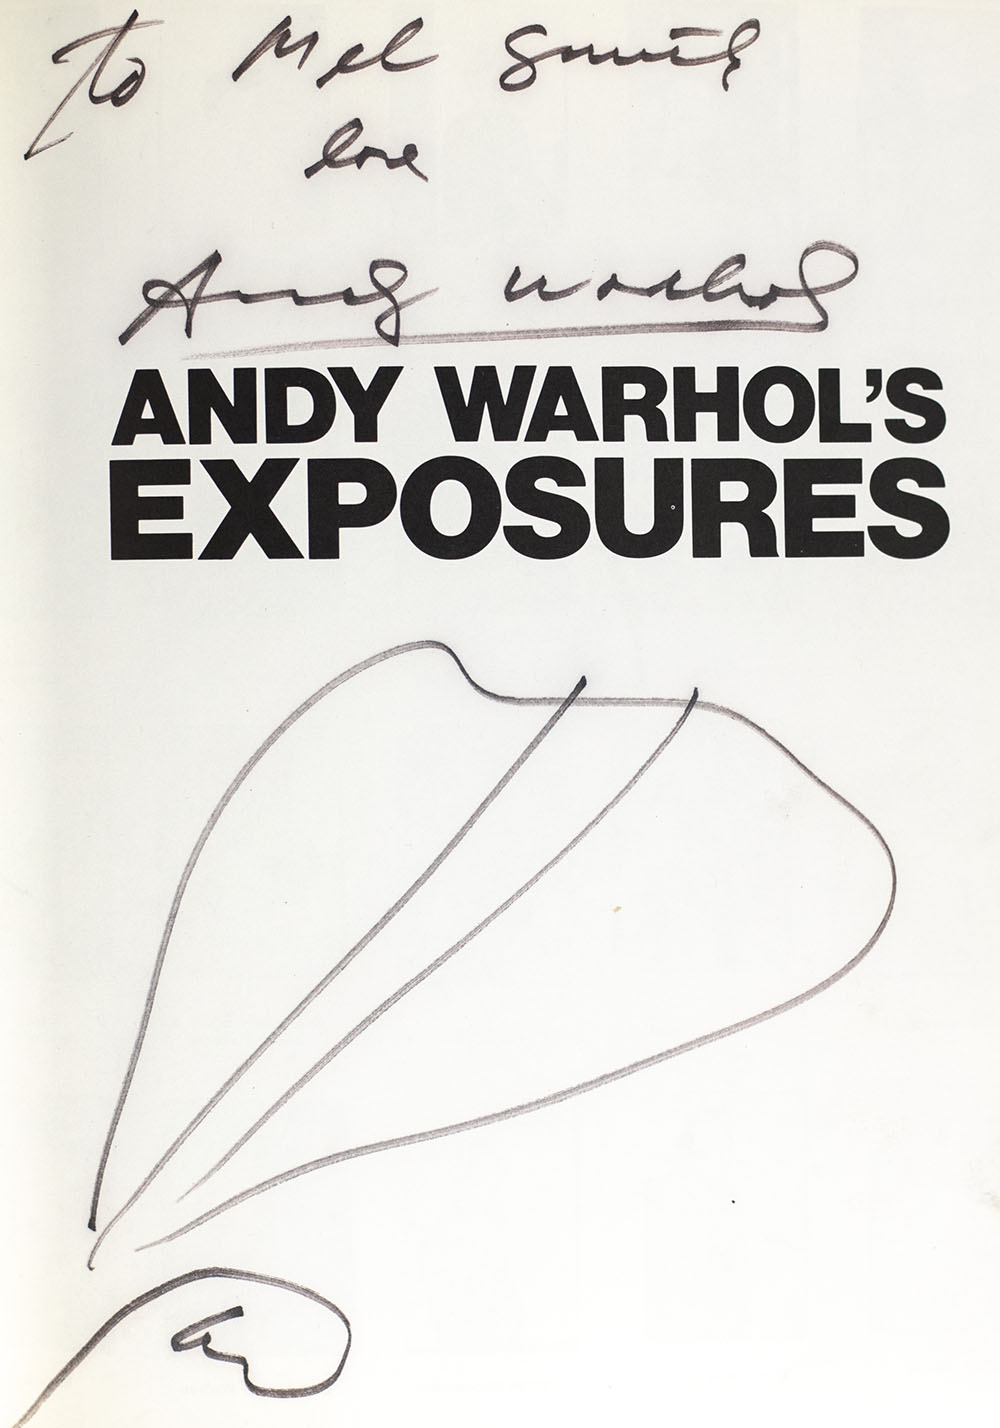 to Mel Smith
love
Andy Warhol
ANDY WARHOL'S
EXPOSURES